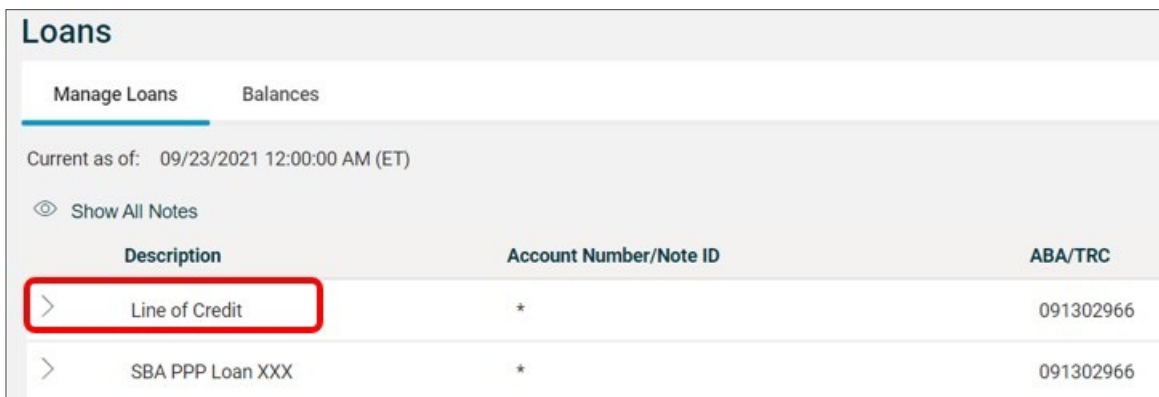 Loans
Manage Loans Balances
Current as of: 09/23/2021 12:00:00 AM (ET)
Show All Notes
Description Account Number/Note ID ABA/TRC
Line of Credit * 091302966
SBA PPP Loan XXX * 091302966